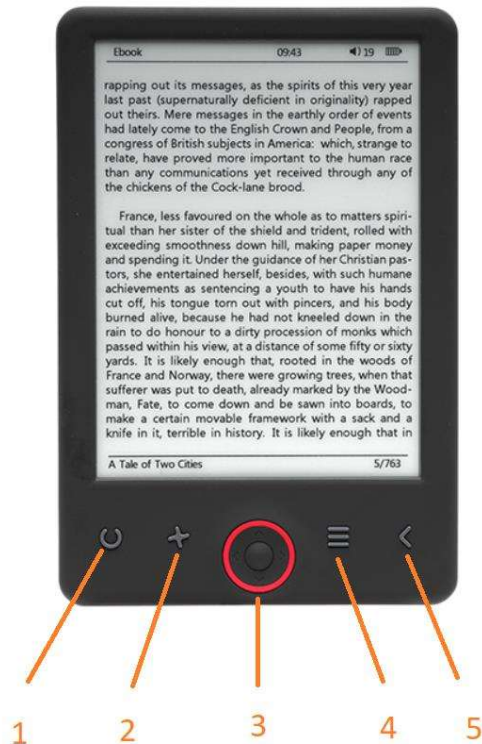 Ebook 09:43 19
rapping out its messages, as the spirits of this very year
last past (supernaturally deficient in originality) rapped
out theirs. Mere messages in the earthly order of events
had lately come to the English Crown and People, from a
congress of British subjects in America: which, strange to
relate, have proved more important to the human race
than any communications yet received through any of
the chickens of the Cock-lane brood.
France, less favoured on the whole as to matters spiri-
tual than her sister of the shield and trident, rolled with
exceeding smoothness down hill, making paper money
and spending it. Under the guidance of her Christian pas-
tors, she entertained herself, besides, with such humane
achievements as sentencing a youth to have his hands
cut off, his tongue torn out with pincers, and his body
burned alive, because he had not kneeled down in the
rain to do honour to a dirty procession of monks which
passed within his view, at a distance of some fifty or sixty
yards. It is likely enough that, rooted in the woods of
France and Norway, there were growing trees, when that
sufferer was put to death, already marked by the Wood-
man, Fate, to come down and be sawn into boards, to
make a certain movable framework with a sack and a
knife in it, terrible in history. It is likely enough that in
A Tale of Two Cities 5/763
1 2 3 4 5